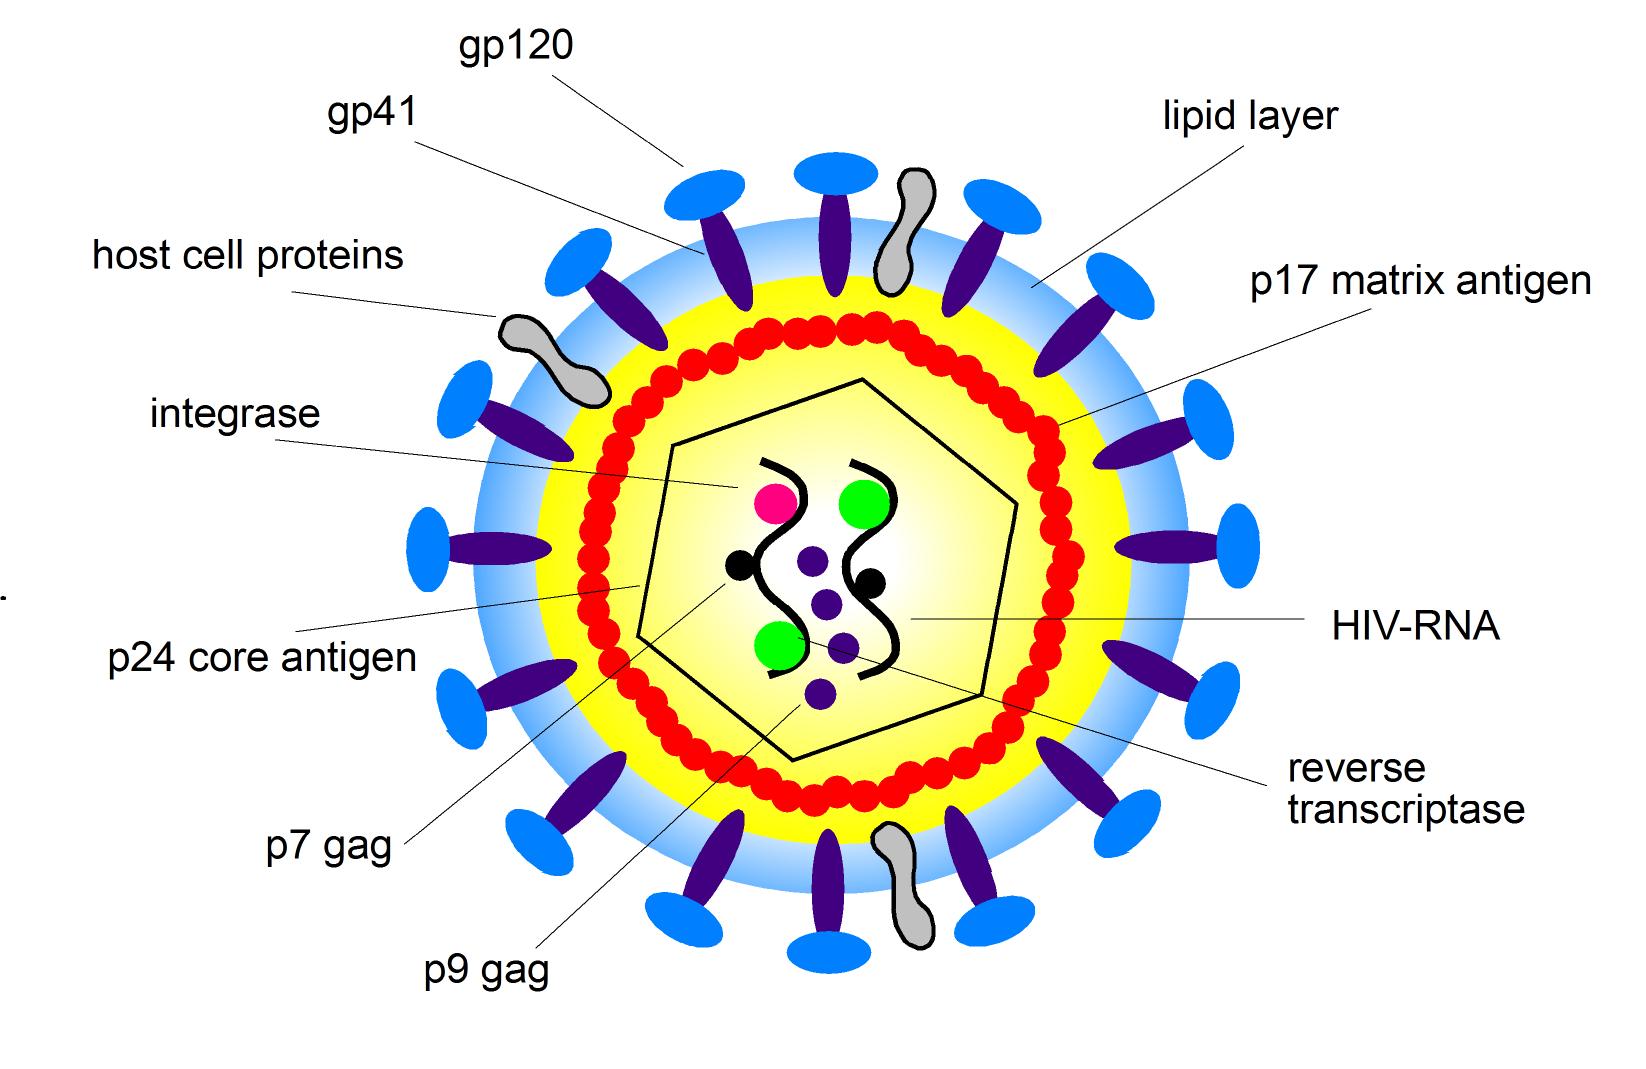 gp120
gp41
lipid layer
host cell proteins
p17 matrix antigen
integrase
HIV-RNA
p24 core antigen
reverse
transcriptase
p7 gag
p9 gag